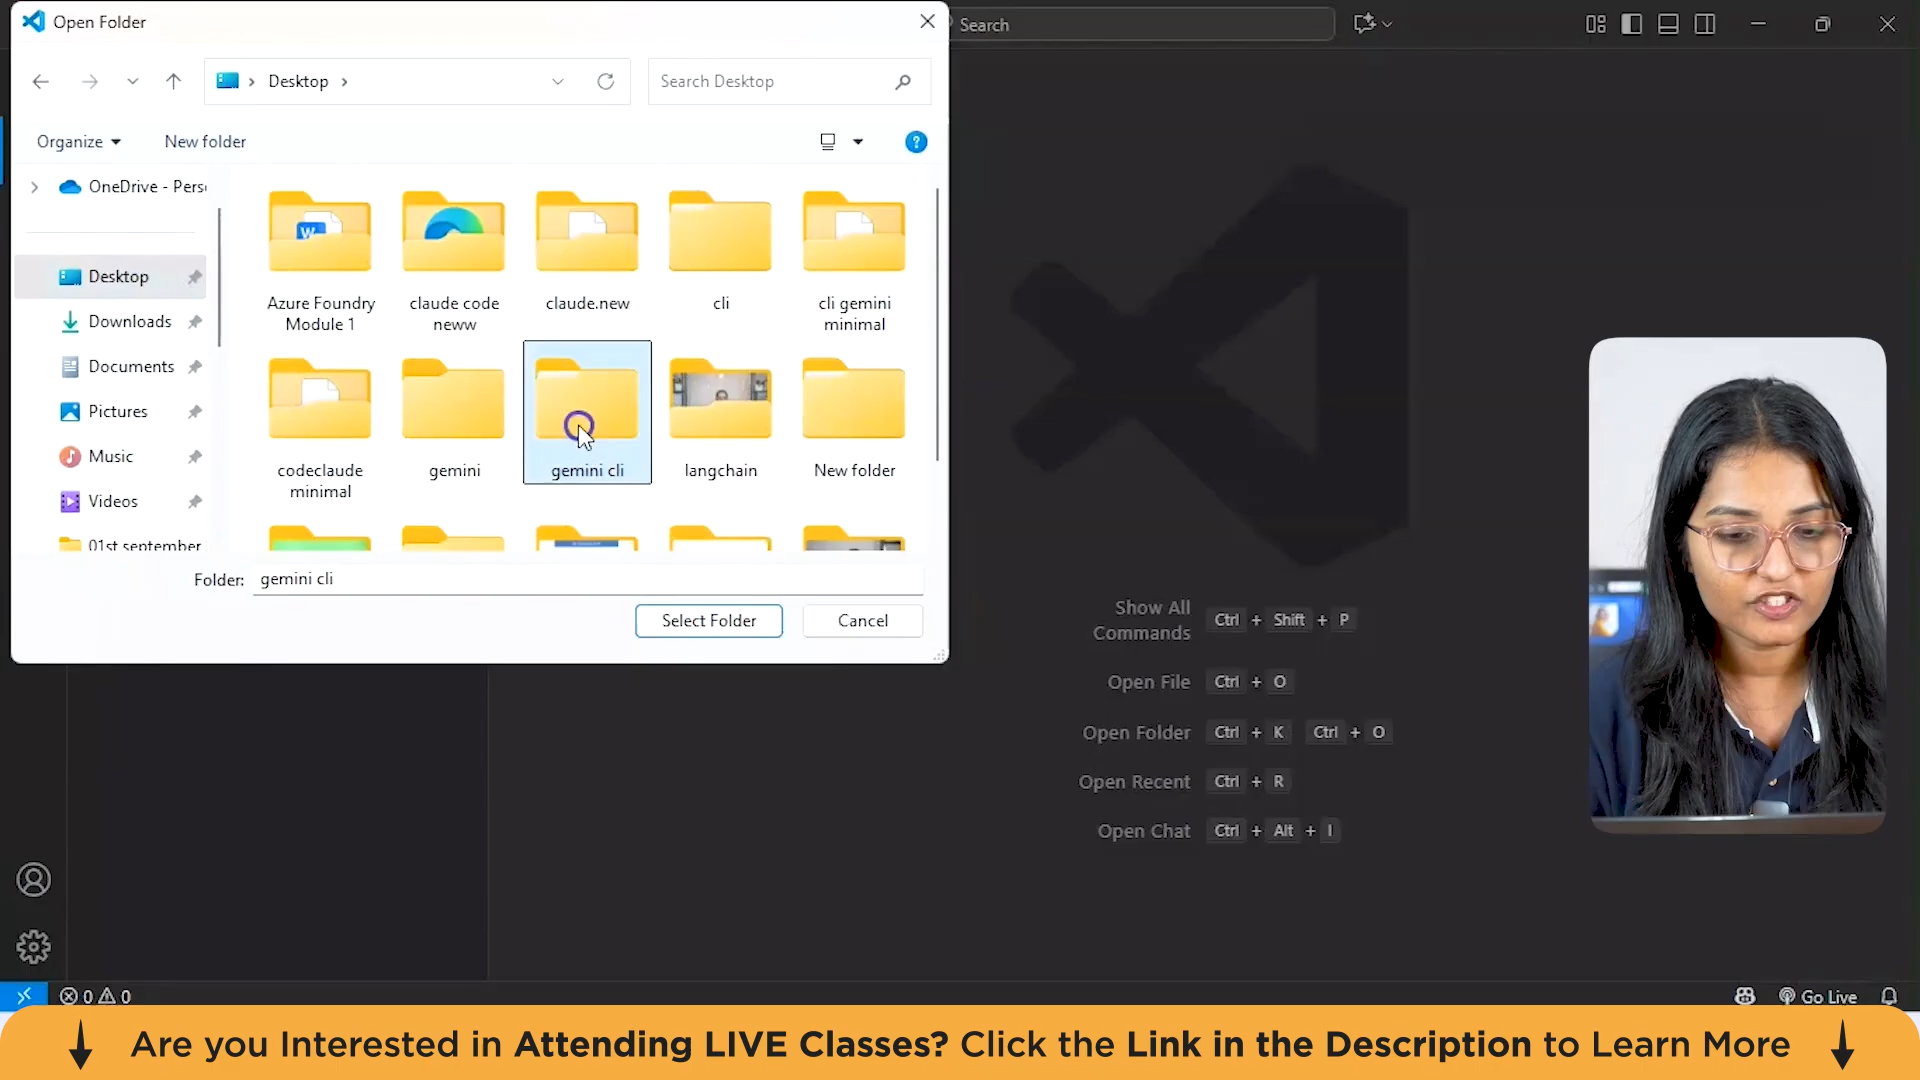 Open Folder
Search
Desktop
Search Desktop
Organize
New folder
?
OneDrive - Pers
Desktop
Downloads
Documents
Pictures
Music
Videos
01st september
W
Azure Foundry
Module 1
claude code
neww
claude.new
cli
cli gemini
minimal
codeclaude
minimal
gemini
gemini cli
langchain
New folder
Folder:
gemini cli
Select Folder
Cancel
Show All
Commands
Ctrl + Shift + P
Open File
Ctrl + O
Open Folder
Ctrl + K Ctrl + O
Open Recent
Ctrl + R
Open Chat
Ctrl + Alt + I
0
0
Go Live
Are you Interested in Attending LIVE Classes? Click the Link in the Description to Learn More